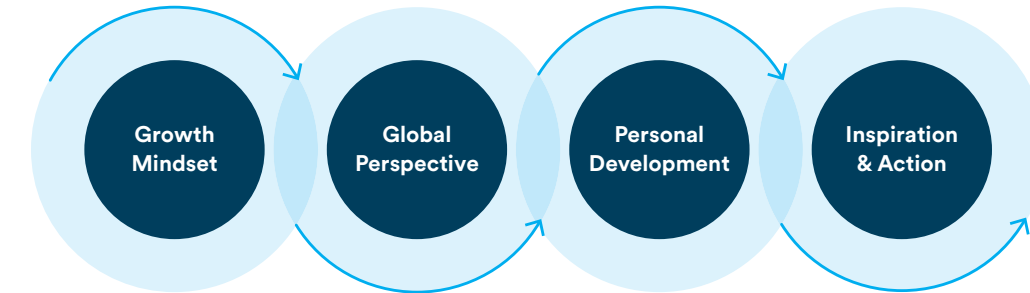 Growth
Mindset
Global
Perspective
Personal
Development
Inspiration
& Action